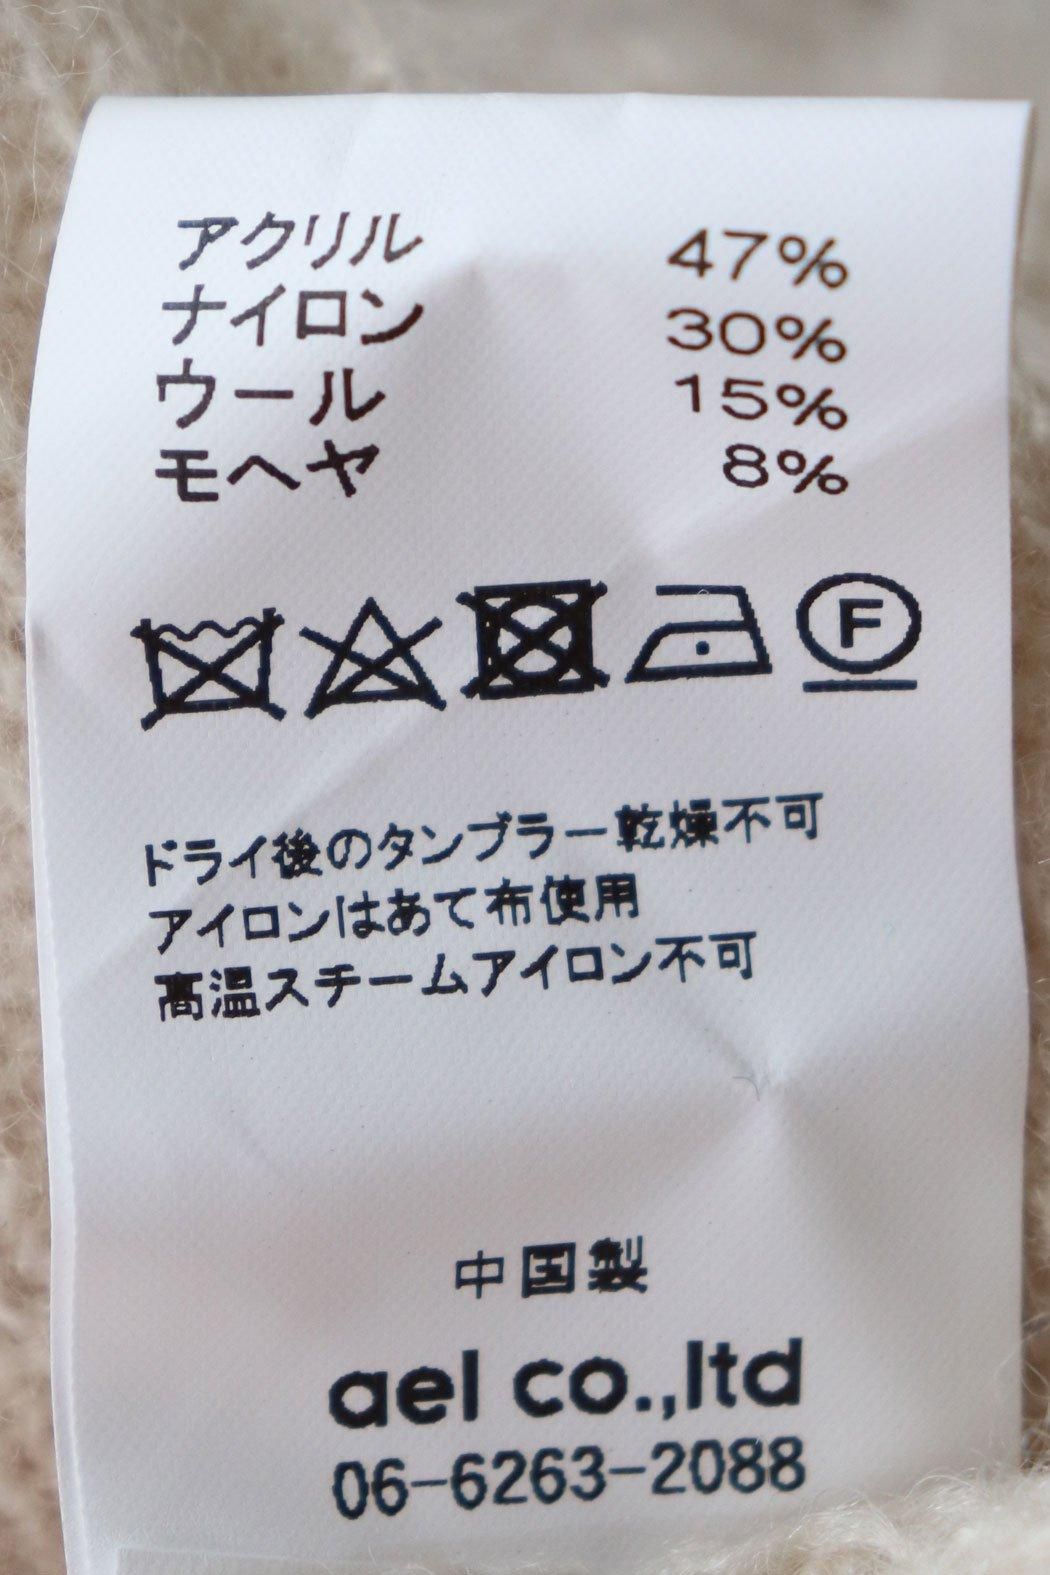 アクリル 47%
ナイロン 30%
ウール 15%
モヘヤ 8%
F
ドライ後のタンブラー乾燥不可
アイロンはあて布使用
高温スチームアイロン不可
中国製
ael co.,ltd
06-6263-2088